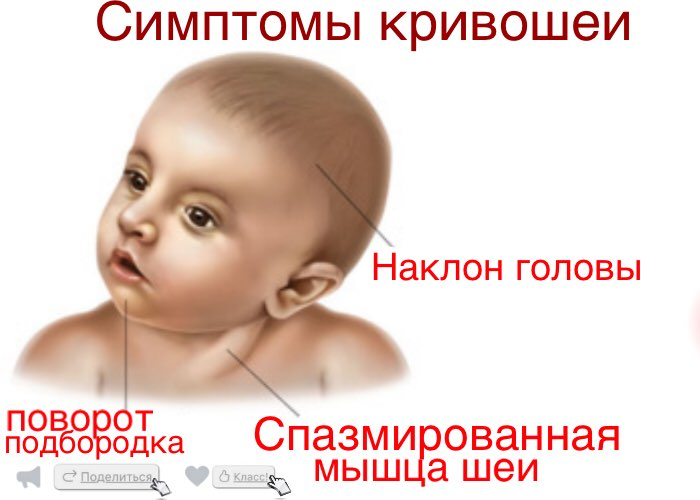 Симптомы кривошеи
Наклон головы
поворот
подбородка
Спазмированная
мышца шеи
Поделиться
Класс!